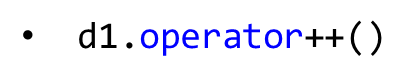 • d1.operator++()